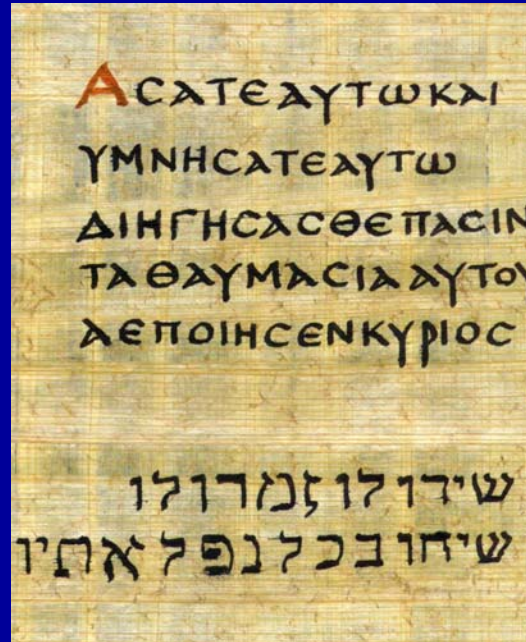 ΑϹΑΤΕΑΥΤΩΚΑΙ
ΥΜΝΗϹΑΤΕΑΥΤΩ
ΔΙΗΓΗϹΑϹΘΕΠΑϹΙΝ
ΤΑΘΑΥΜΑϹΙΑΑΥΤΟΥ
ΑΕΠΟΙΗϹΕΝΚΥΡΙΟϹ
שירו לו זמרו לו
שיחו בכל נפלאתיו